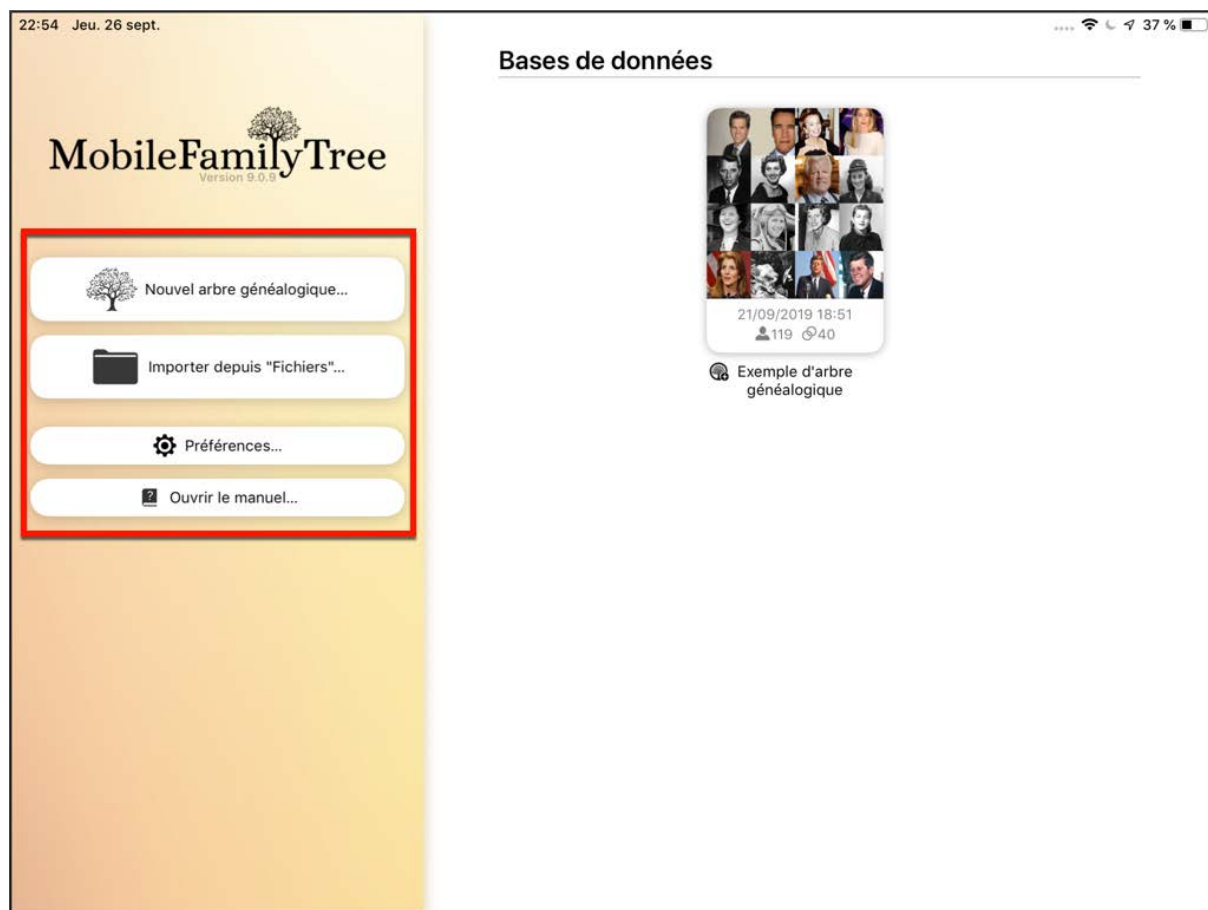 22:54 Jeu. 26 sept.
37 %
MobileFamilyTree
Version 9.0.9
Nouvel arbre généalogique...
Importer depuis "Fichiers"...
Préférences...
Ouvrir le manuel...
Bases de données
21/09/2019 18:51
119 40
Exemple d'arbre
généalogique